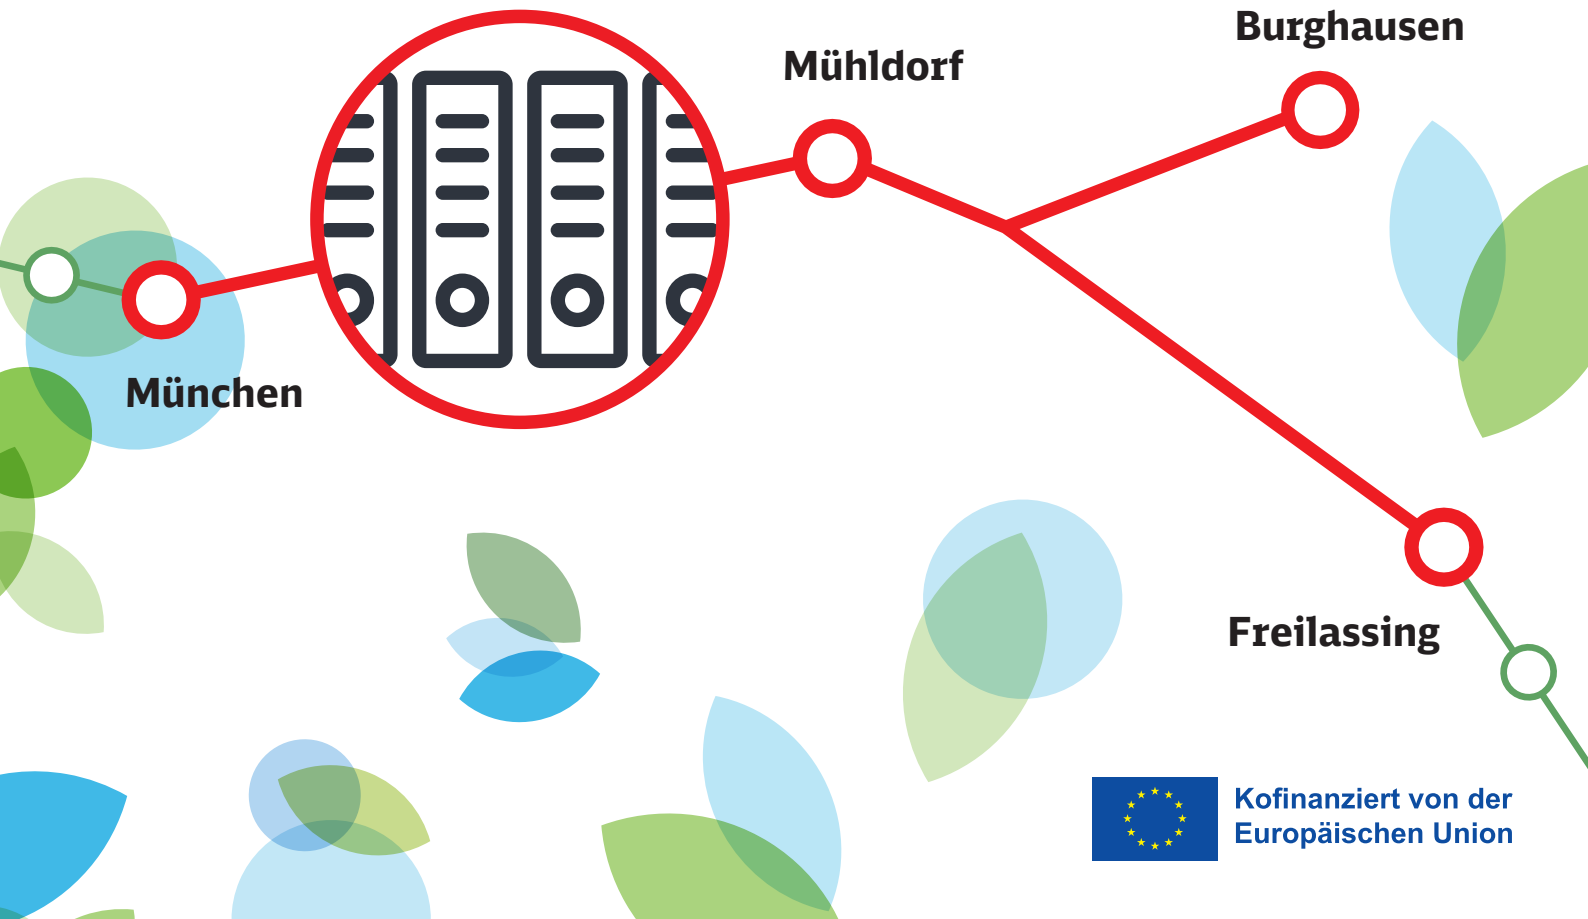 Burghausen
Mühldorf
München
Freilassing
Kofinanziert von der
Europäischen Union